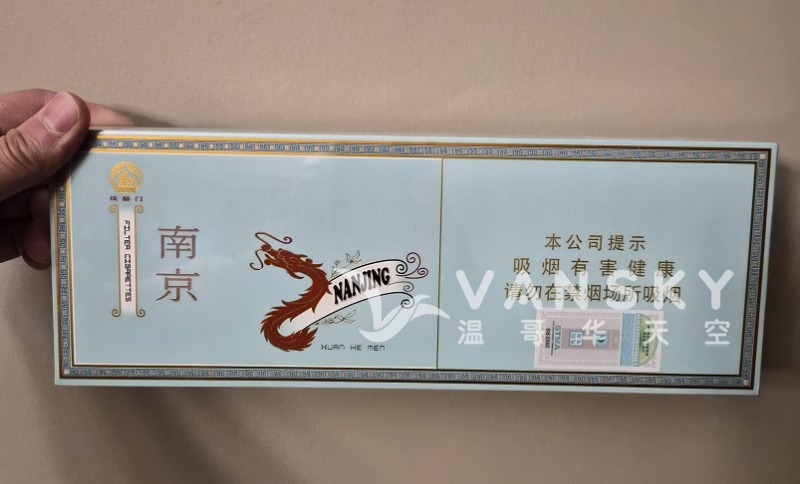 炫赫门
FILTER CIGARETTES
南京
NANJING
XUAN HE MEN
本公司提示
吸烟有害健康
请勿在禁烟场所吸烟
STMA
VANSKY
温哥华天空